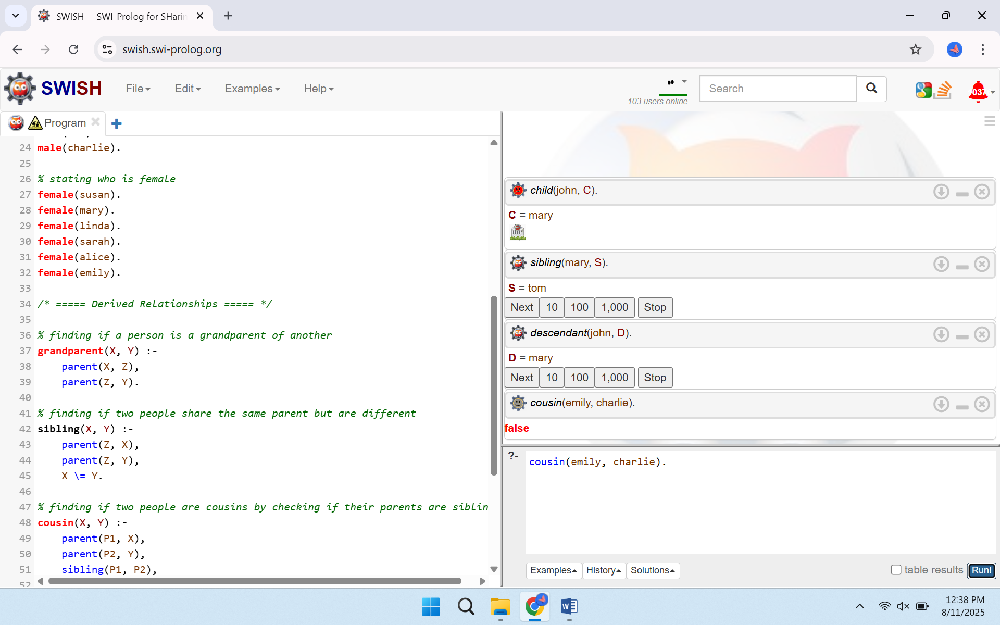 SWISH -- SWI-Prolog for SHarin
swish.swi-prolog.org
SWISH
File
Edit
Examples
Help
103 users online
Search
037
Program
24 male(charlie).
25
26 % stating who is female
27 female(susan).
28 female(mary).
29 female(linda).
30 female(sarah).
31 female(alice).
32 female(emily).
33
34 /* ===== Derived Relationships ===== */
35
36 % finding if a person is a grandparent of another
37 grandparent(X, Y) :-
38 parent(X, Z),
39 parent(Z, Y).
40
41 % finding if two people share the same parent but are different
42 sibling(X, Y) :-
43 parent(Z, X),
44 parent(Z, Y),
45 X \= Y.
46
47 % finding if two people are cousins by checking if their parents are siblin
48 cousin(X, Y) :-
49 parent(P1, X),
50 parent(P2, Y),
51 sibling(P1, P2),
52
child(john, C).
C = mary
RIP
sibling(mary, S).
S = tom
Next 10 100 1,000 Stop
descendant(john, D).
D = mary
Next 10 100 1,000 Stop
cousin(emily, charlie).
false
?- cousin(emily, charlie).
Examples History Solutions
table results Run!
W
12:38 PM
8/11/2025